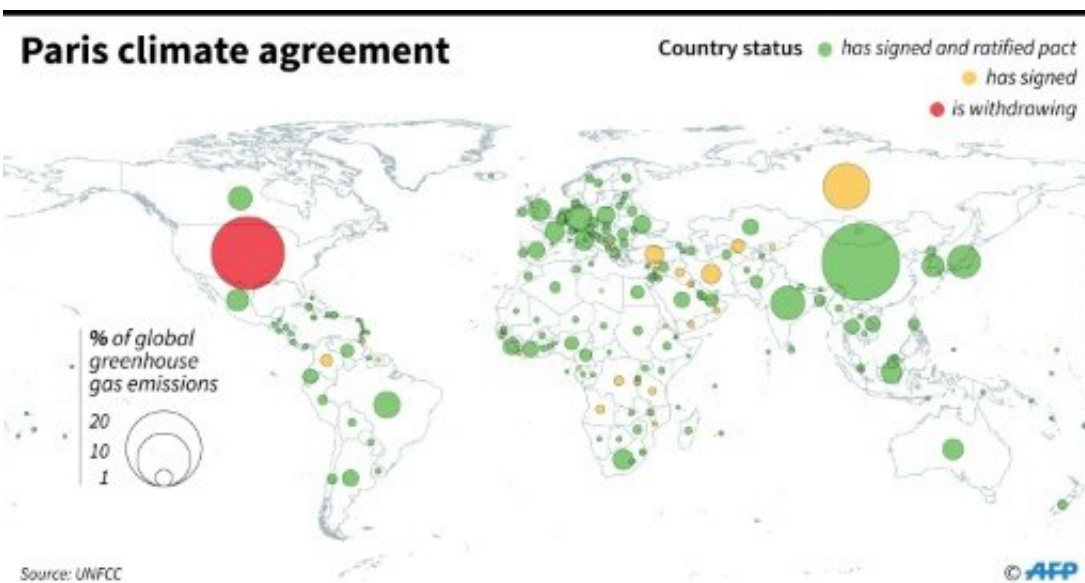 Paris climate agreement
Country status has signed and ratified pact
has signed
is withdrawing
% of global
greenhouse
gas emissions
20
10
1
Source: UNFCC
© AFP